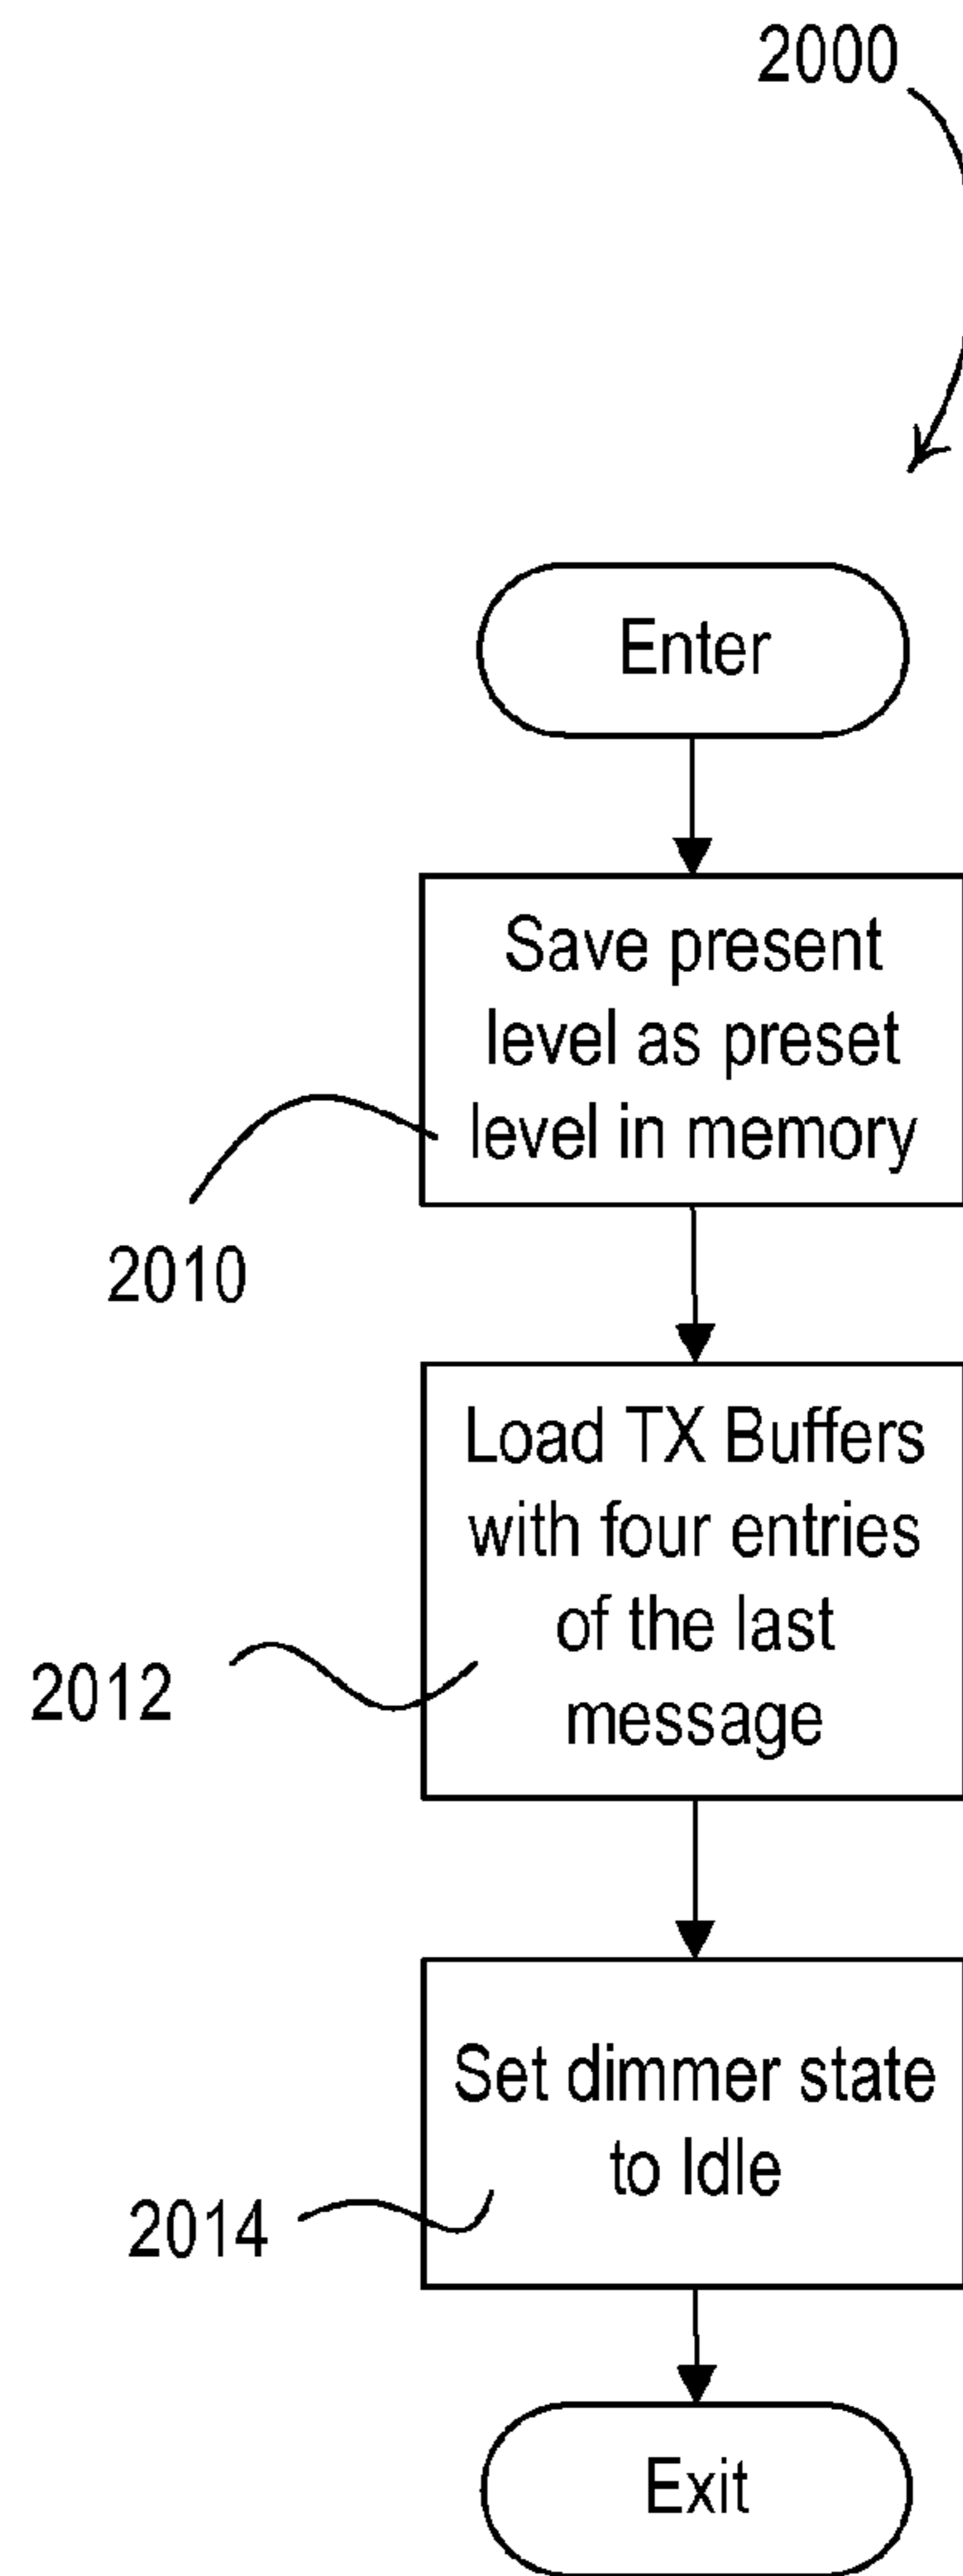 2000
Enter
Save present
level as preset
level in memory
2010
Load TX Buffers
with four entries
of the last
message
2012
Set dimmer state
to Idle
2014
Exit